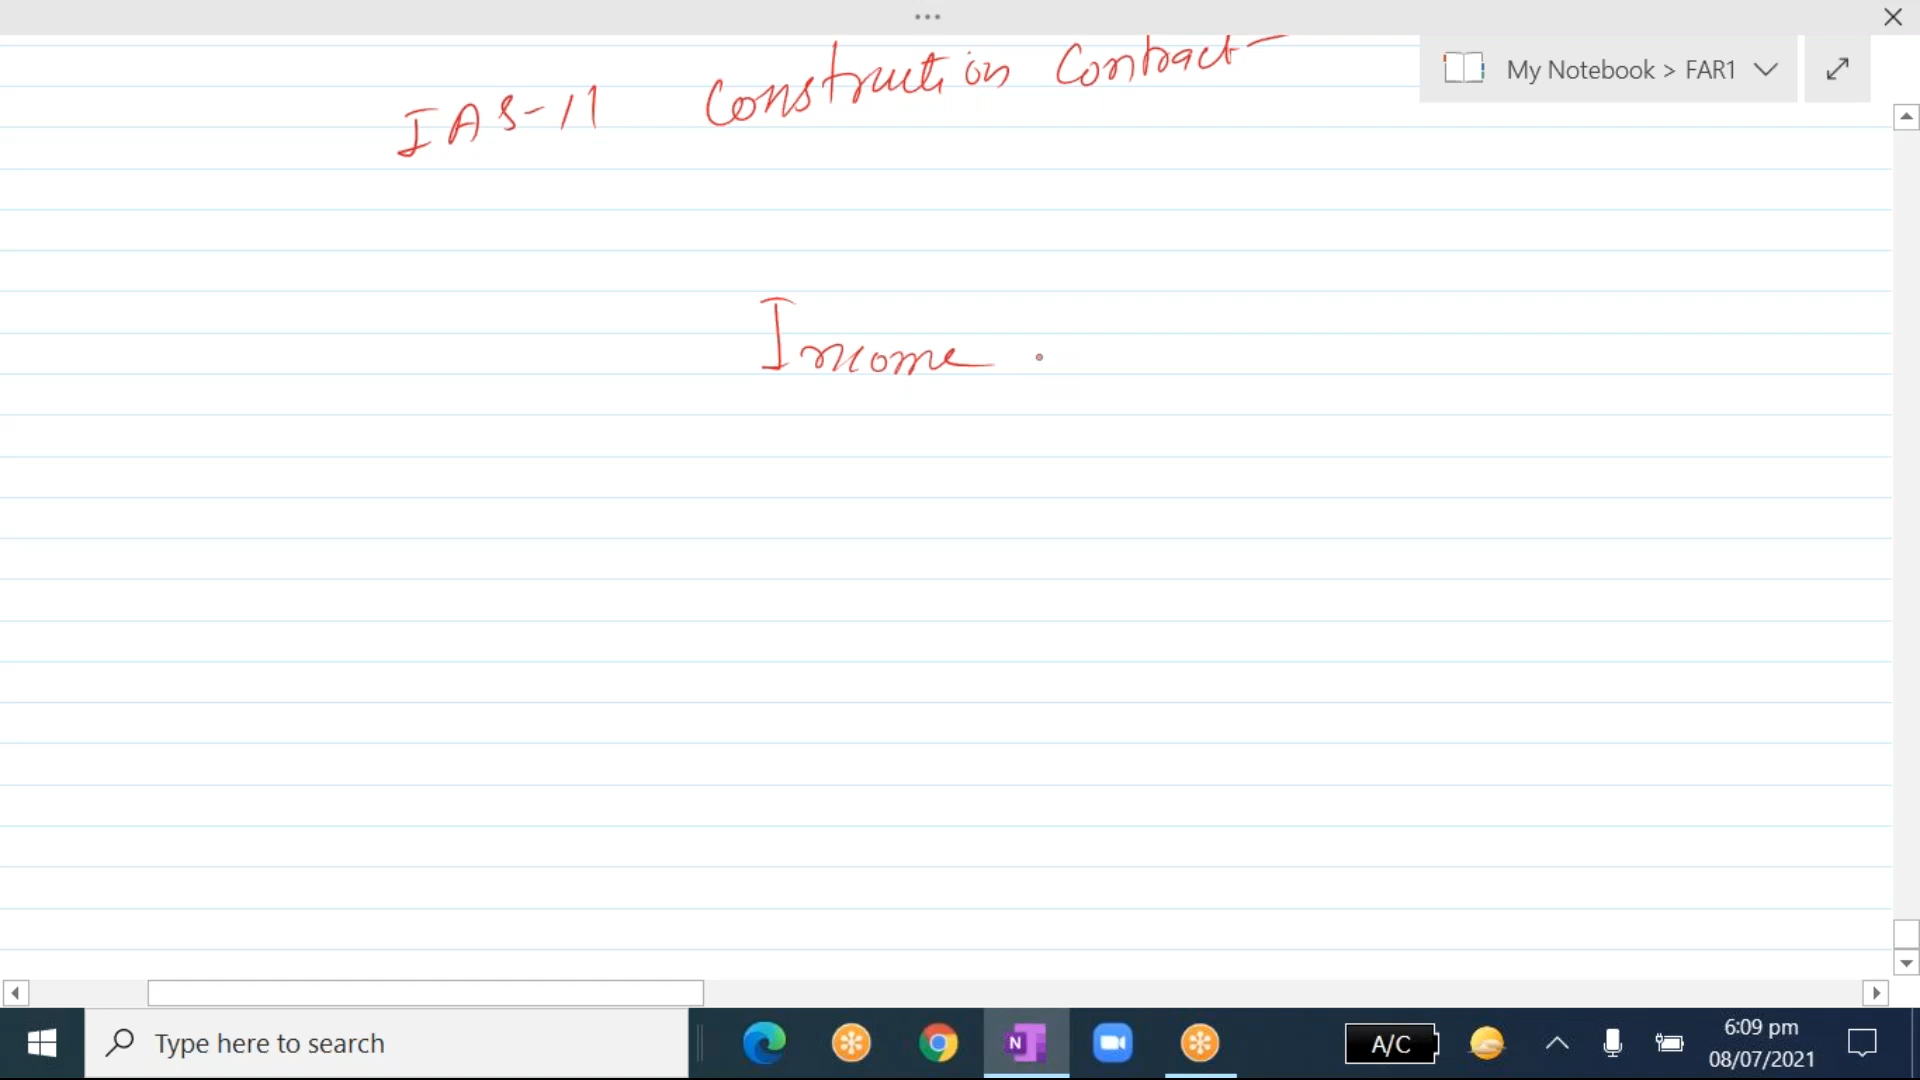 IAS-11 Construction Contract
My Notebook > FAR1
Income
Type here to search
N
A/C
6:09 pm
08/07/2021